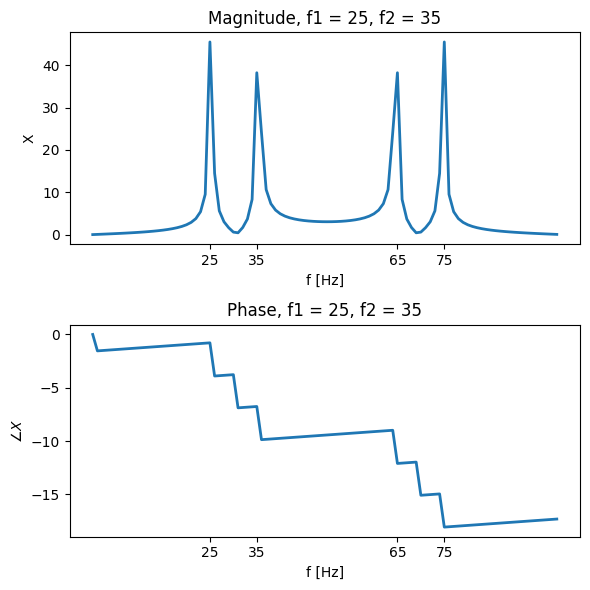 Magnitude, f1 = 25, f2 = 35
40
30
20
10
0
X
25 35 65 75
f [Hz]
Phase, f1 = 25, f2 = 35
0
−5
−10
−15
∠X
25 35 65 75
f [Hz]